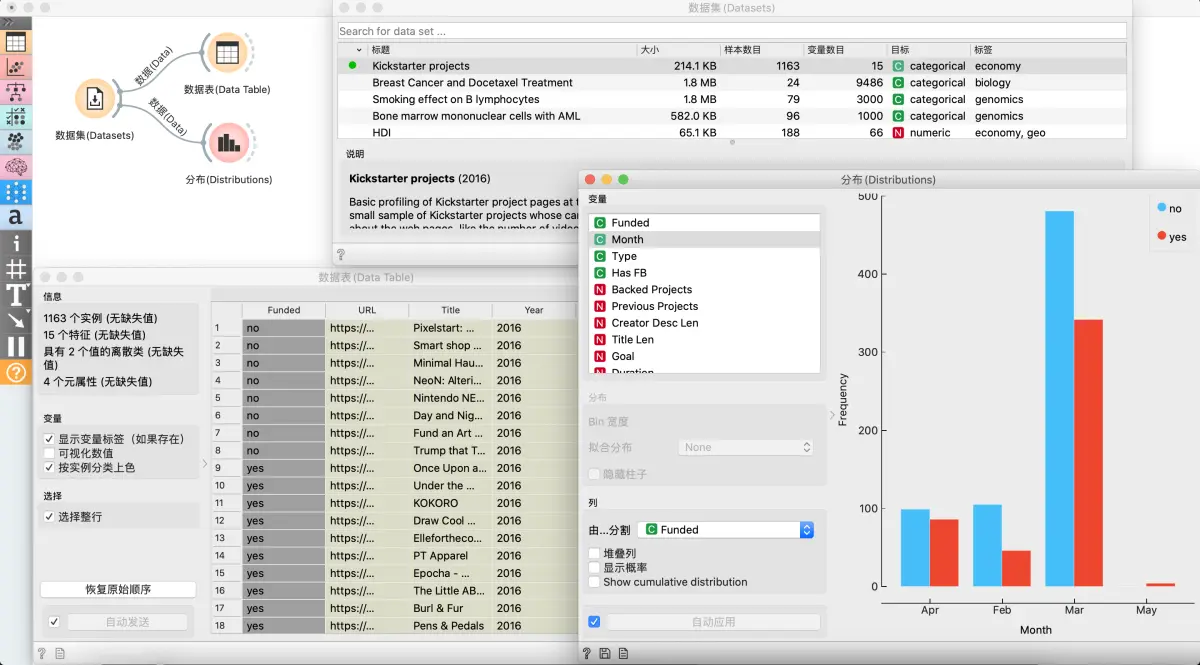 数据(Data)
数据(Data)
数据表(Data Table)
数据集(Datasets)
分布(Distributions)
数据集(Datasets)
Search for data set ...
标题 大小 样本数目 变量数目 目标 标签
Kickstarter projects 214.1 KB 1163 15 C categorical economy
Breast Cancer and Docetaxel Treatment 1.8 MB 24 9486 C categorical biology
Smoking effect on B lymphocytes 1.8 MB 79 3000 C categorical genomics
Bone marrow mononuclear cells with AML 582.0 KB 96 1000 C categorical genomics
HDI 65.1 KB 188 66 N numeric economy, geo
说明
Kickstarter projects (2016)
Basic profiling of Kickstarter project pages at
small sample of Kickstarter projects whose
about the web pages, like the number of
?
a
i
T
?
数据表(Data Table)
信息
1163 个实例 (无缺失值)
15 个特征 (无缺失值)
具有 2 个值的离散类 (无缺失
值)
4 个元属性 (无缺失值)
变量
显示变量标签（如果存在）
可视化数值
按实例分类上色
选择
选择整行
恢复原始顺序
自动发送
?
Funded URL Title Year
1 no https://... Pixelstart: ... 2016
2 no https://... Smart shop ... 2016
3 no https://... Minimal Hau... 2016
4 no https://... NeoN: Alteri... 2016
5 no https://... Nintendo NE... 2016
6 no https://... Day and Nig... 2016
7 no https://... Fund an Art ... 2016
8 no https://... Trump that T... 2016
9 yes https://... Once Upon a... 2016
10 yes https://... Under the ... 2016
11 yes https://... KOKORO 2016
12 yes https://... Draw Cool ... 2016
13 yes https://... Ellefortheco... 2016
14 yes https://... PT Apparel 2016
15 yes https://... Epocha - ... 2016
16 yes https://... The Little AB... 2016
17 yes https://... Burl & Fur 2016
18 yes https://... Pens & Pedals 2016
分布(Distributions)
变量
C Funded
C Month
C Type
C Has FB
N Backed Projects
N Previous Projects
N Creator Desc Len
N Title Len
N Goal
N Duration
分布
Bin 宽度
拟合分布 None
隐藏柱子
列
由...分割 C Funded
堆叠列
显示概率
Show cumulative distribution
自动应用
?
no
yes
500
400
300
200
100
0
Frequency
Apr Feb Mar May
Month